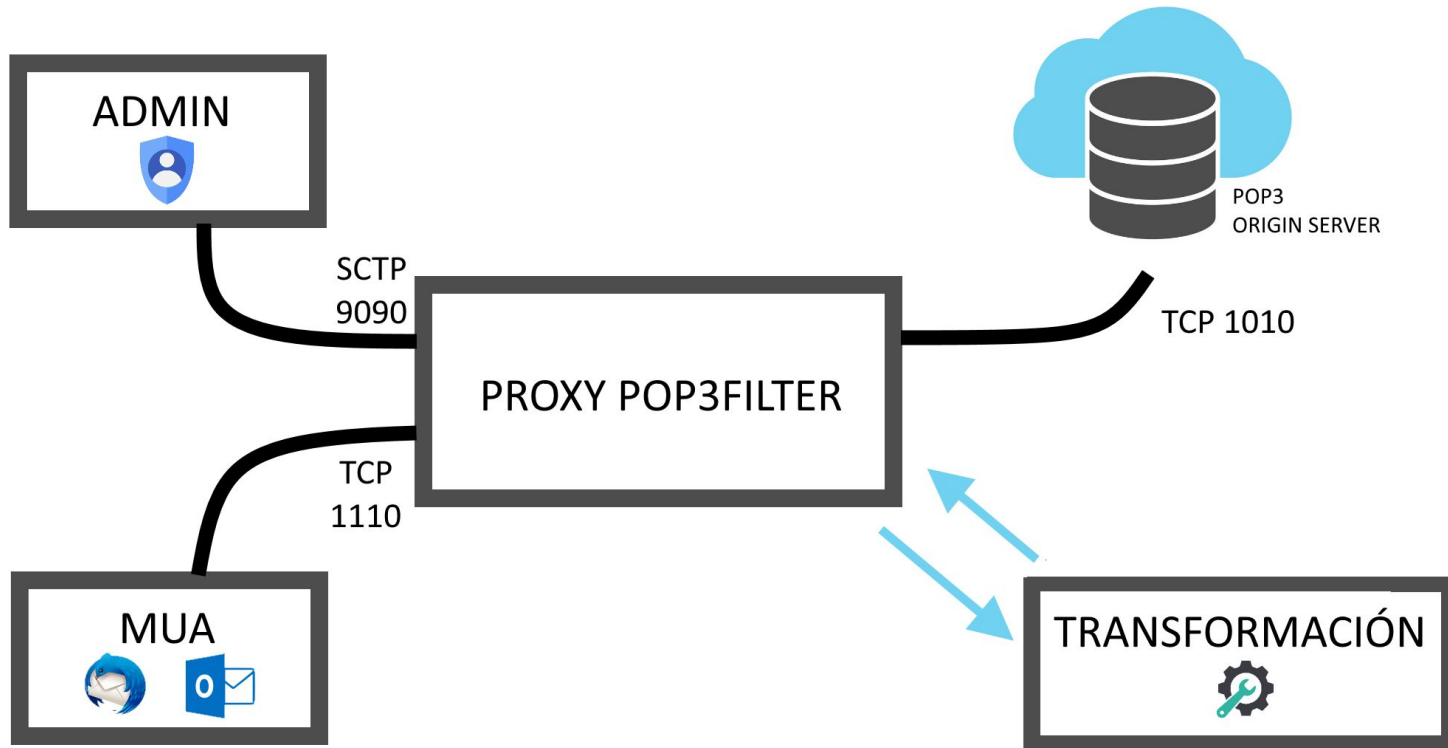 ADMIN
POP3
ORIGIN SERVER
SCTP
9090
TCP 1010
PROXY POP3FILTER
TCP
1110
MUA
O
TRANSFORMACIÓN